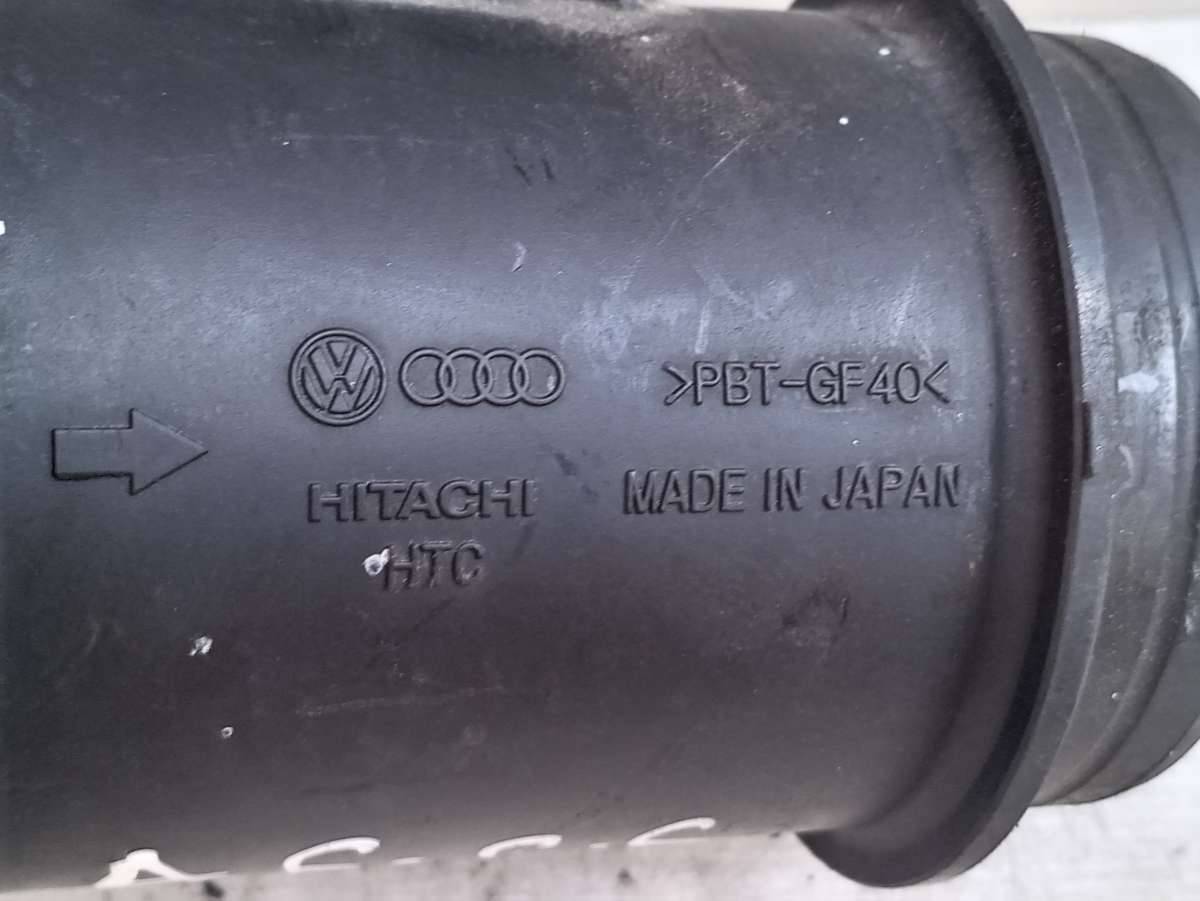 >PBT-GF40<
HITACHI MADE IN JAPAN
HTC